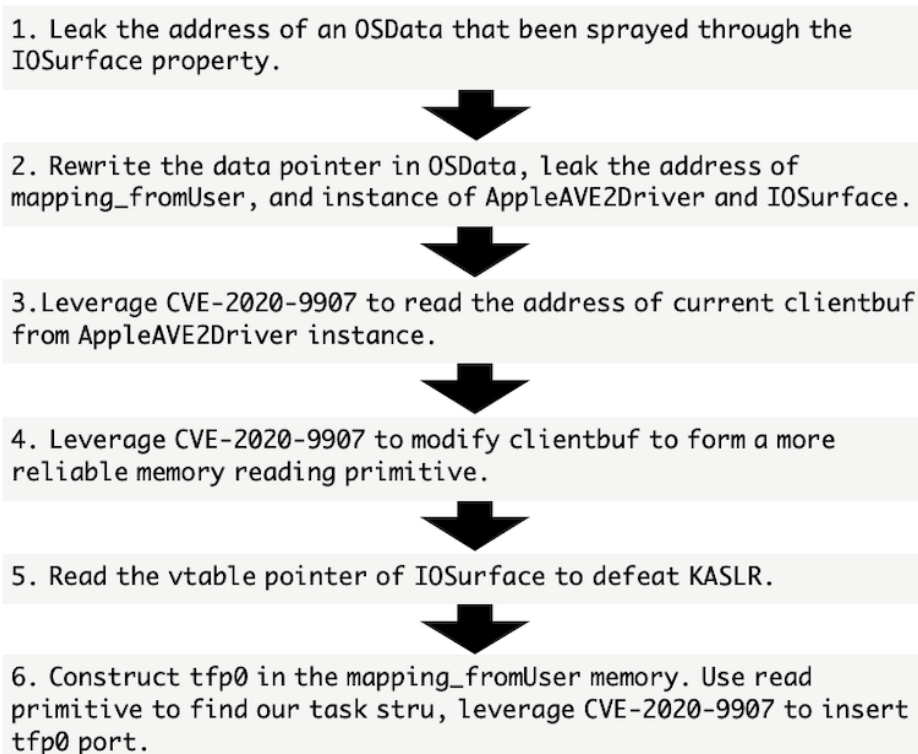 1. Leak the address of an OSData that been sprayed through the
IOSurface property.
2. Rewrite the data pointer in OSData, leak the address of
mapping_fromUser, and instance of AppleAVE2Driver and IOSurface.
3.Leverage CVE-2020-9907 to read the address of current clientbuf
from AppleAVE2Driver instance.
4. Leverage CVE-2020-9907 to modify clientbuf to form a more
reliable memory reading primitive.
5. Read the vtable pointer of IOSurface to defeat KASLR.
6. Construct tfp0 in the mapping_fromUser memory. Use read
primitive to find our task stru, leverage CVE-2020-9907 to insert
tfp0 port.